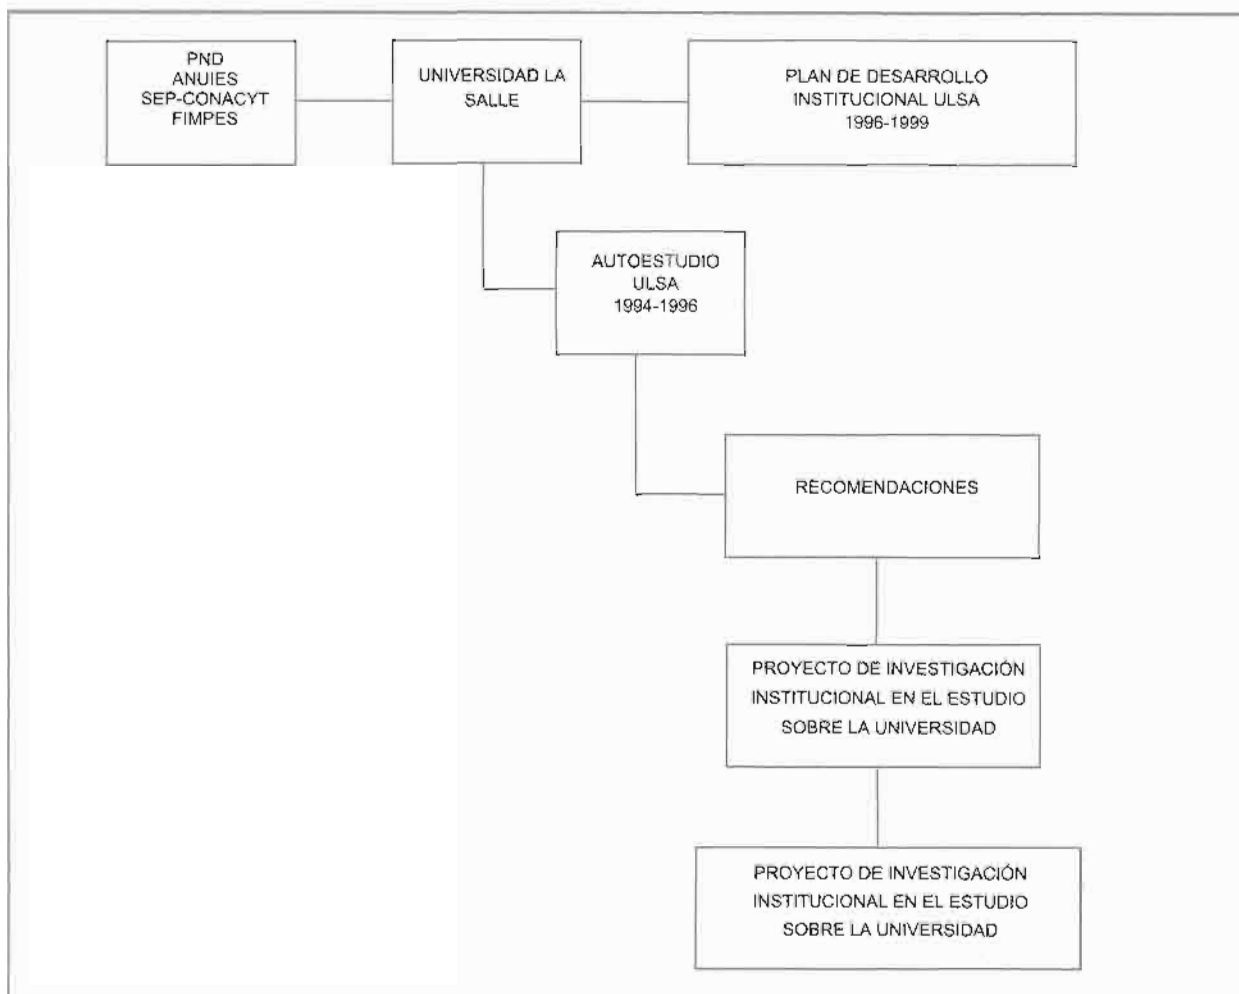 PND
ANUIES
SEP-CONACYT
FIMPES
UNIVERSIDAD LA
SALLE
PLAN DE DESARROLLO
INSTITUCIONAL ULSA
1996-1999
AUTOESTUDIO
ULSA
1994-1996
RECOMENDACIONES
PROYECTO DE INVESTIGACIÓN
INSTITUCIONAL EN EL ESTUDIO
SOBRE LA UNIVERSIDAD
PROYECTO DE INVESTIGACIÓN
INSTITUCIONAL EN EL ESTUDIO
SOBRE LA UNIVERSIDAD